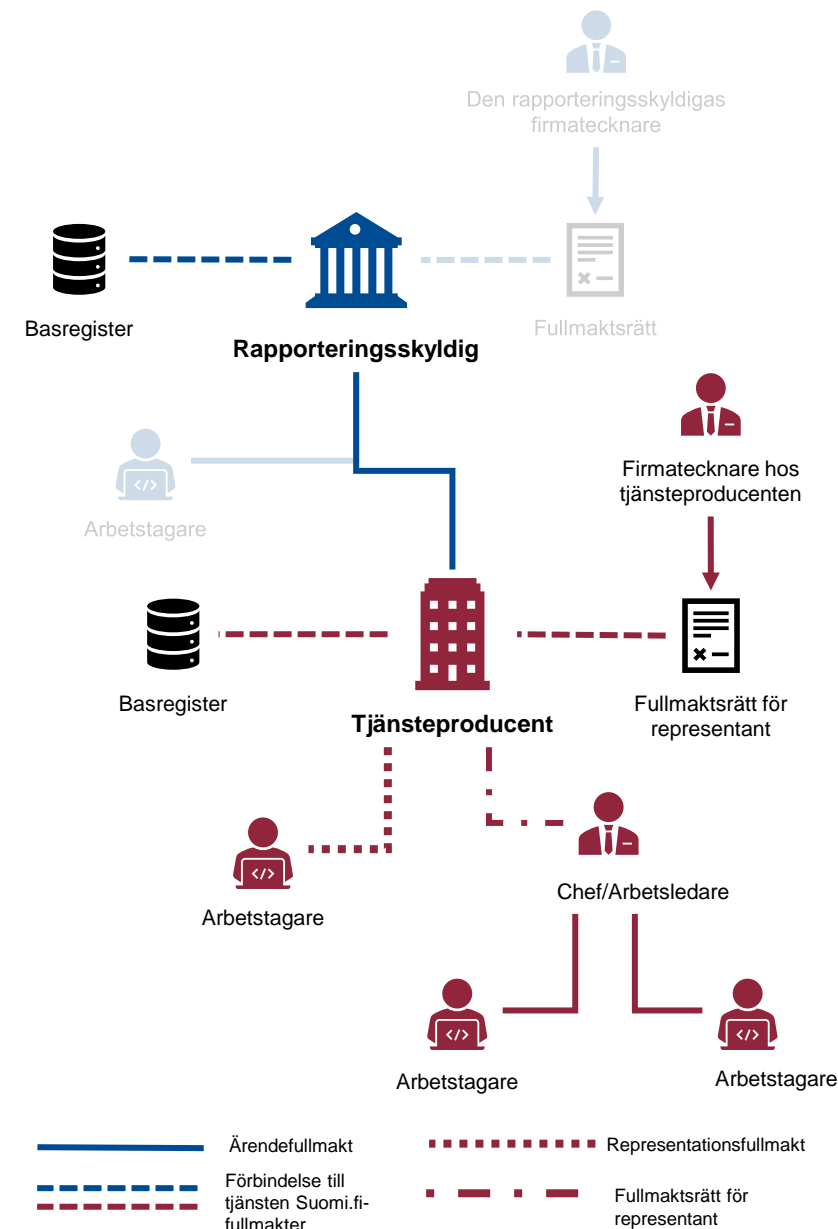 Den rapporteringsskyldigas
firmatecknare
Basregister
Rapporteringsskyldig
Fullmaktsrätt
</>
Arbetstagare
Firmatecknare hos
tjänsteproducenten
Basregister
Tjänsteproducent
Fullmaktsrätt för
representant
</>
Arbetstagare
Chef/Arbetsledare
</>
Arbetstagare
</>
Arbetstagare
Ärendefullmakt
Representationsfullmakt
Förbindelse till
tjänsten Suomi.fi-
fullmakter
Fullmaktsrätt för
representant